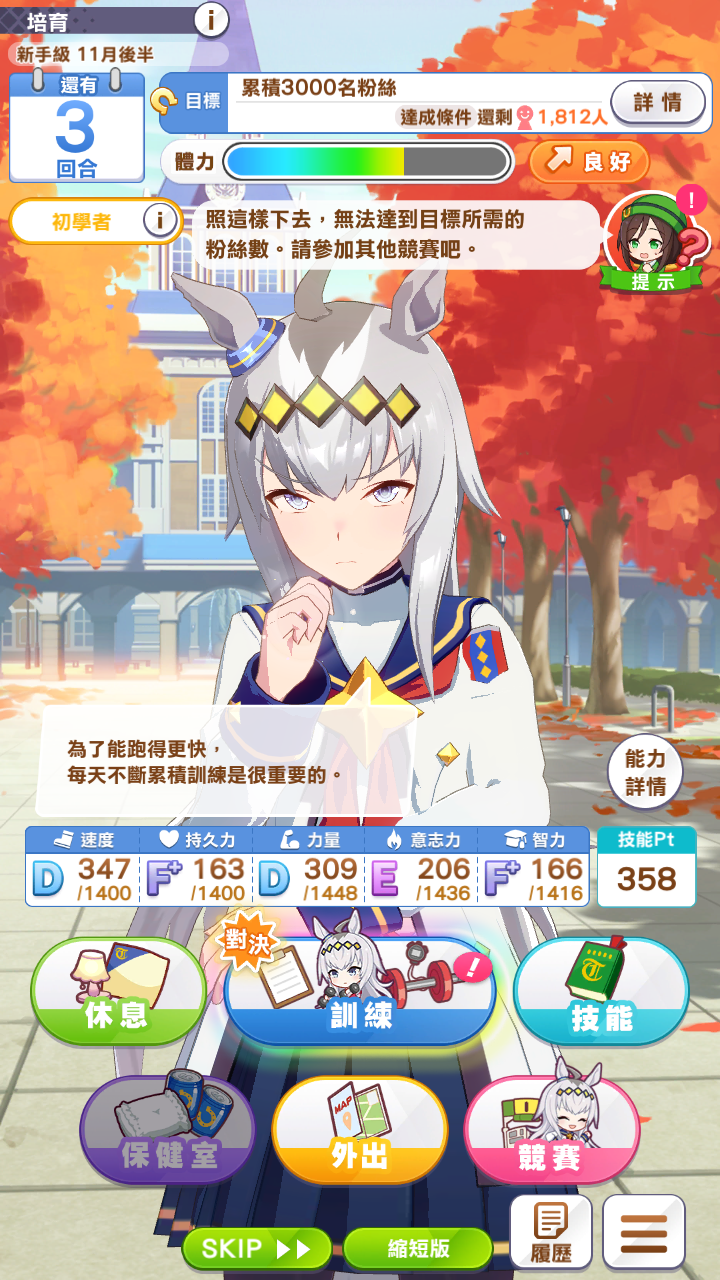 培育
i
新手級 11月後半
還有
3
回合
目標
累積3000名粉絲
達成條件 還剩 1,812人
詳情
體力
良好
初學者
i
照這樣下去，無法達到目標所需的
粉絲數。請參加其他競賽吧。
!
?
提示
為了能跑得更快，
每天不斷累積訓練是很重要的。
能力
詳情
速度
持久力
力量
意志力
智力
技能Pt
D 347
/1400
F+ 163
/1400
D 309
/1448
E 206
/1436
F+ 166
/1416
358
休息
對決
!
訓練
技能
保健室
MAP
外出
競賽
SKIP
縮短版
履歷